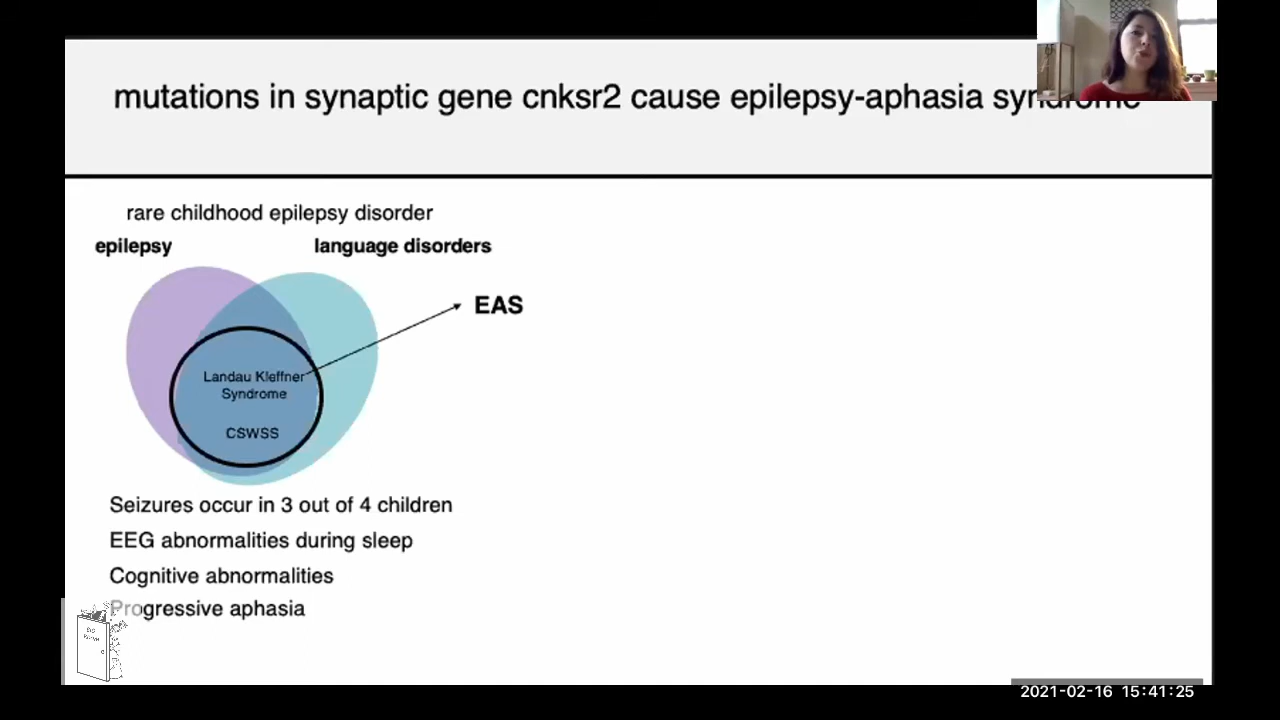 mutations in synaptic gene cnksr2 cause epilepsy-aphasia syndrome
rare childhood epilepsy disorder
epilepsy
language disorders
EAS
Landau Kleffner
Syndrome
CSWSS
Seizures occur in 3 out of 4 children
EEG abnormalities during sleep
Cognitive abnormalities
Progressive aphasia
2021-02-16 15:41:25